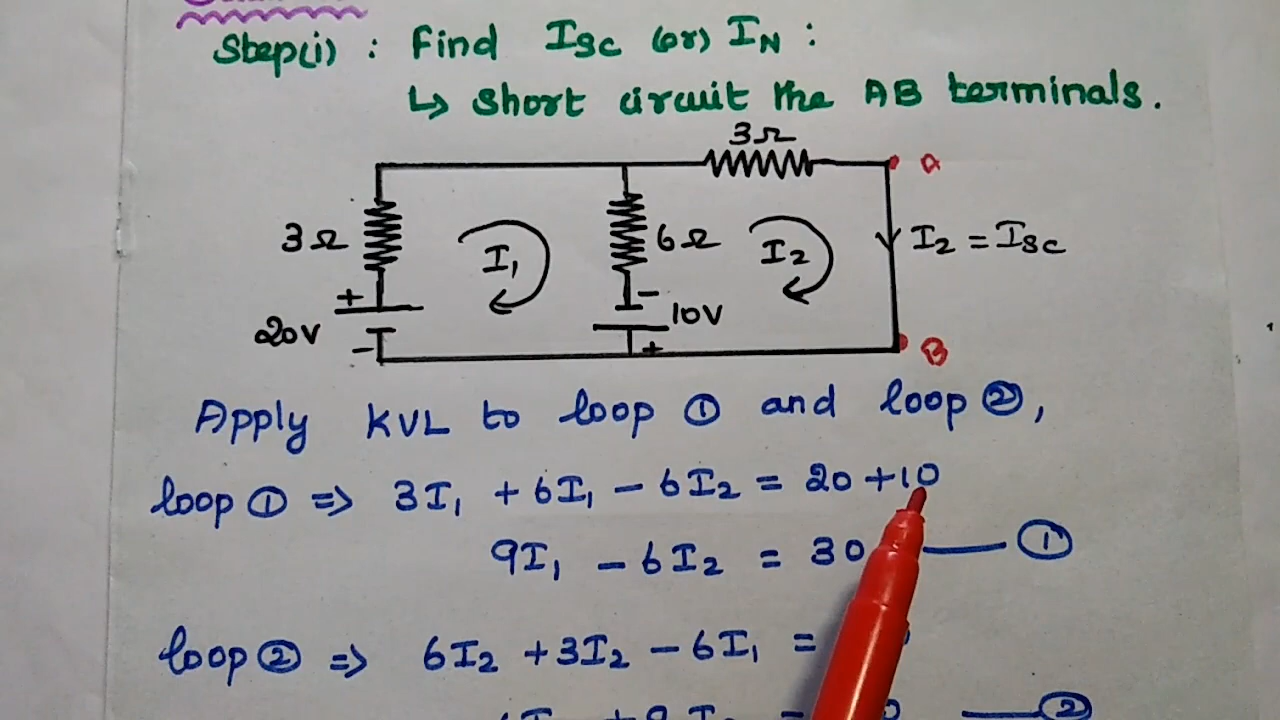 Step(i) : Find Isc (or) IN :
↳ Short circuit the AB terminals.
3Ω
A
3Ω I1 6Ω I2 I2 = Isc
+ -
20V 10V
- + B
Apply KVL to loop ① and loop ②,
loop ① ⇒ 3I1 + 6I1 - 6I2 = 20 + 10
9I1 - 6I2 = 30 —— ①
loop ② ⇒ 6I2 + 3I2 - 6I1 =
—— ②